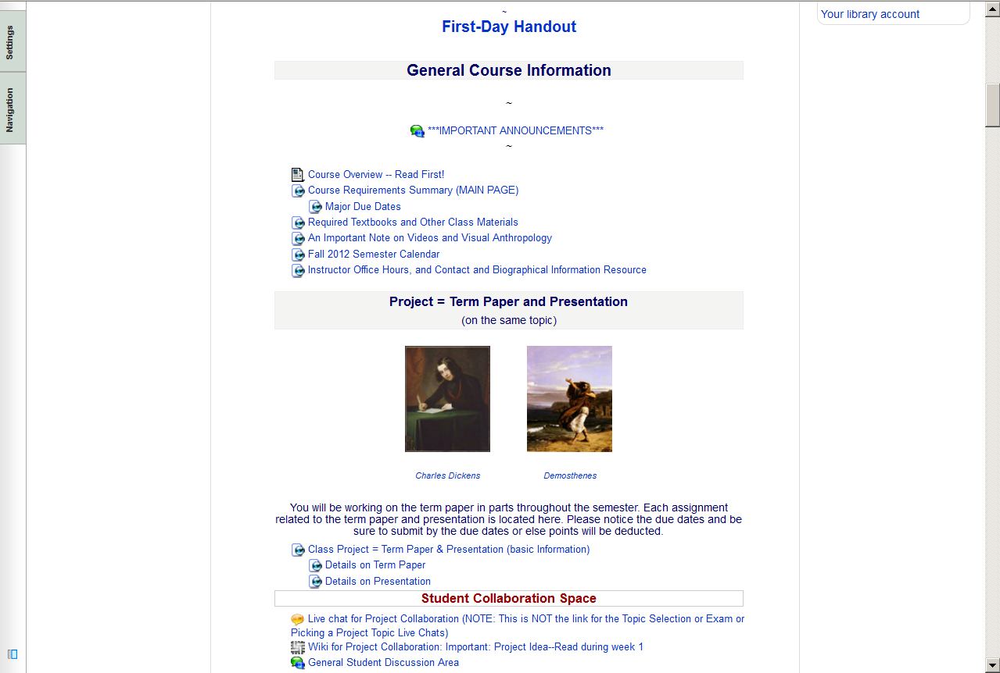 Settings
Navigation
Your library account
~
First-Day Handout
General Course Information
~
***IMPORTANT ANNOUNCEMENTS***
~
Course Overview -- Read First!
Course Requirements Summary (MAIN PAGE)
Major Due Dates
Required Textbooks and Other Class Materials
An Important Note on Videos and Visual Anthropology
Fall 2012 Semester Calendar
Instructor Office Hours, and Contact and Biographical Information Resource
Project = Term Paper and Presentation
(on the same topic)
Charles Dickens
Demosthenes
You will be working on the term paper in parts throughout the semester. Each assignment
related to the term paper and presentation is located here. Please notice the due dates and be
sure to submit by the due dates or else points will be deducted.
Class Project = Term Paper & Presentation (basic Information)
Details on Term Paper
Details on Presentation
Student Collaboration Space
Live chat for Project Collaboration (NOTE: This is NOT the link for the Topic Selection or Exam or
Picking a Project Topic Live Chats)
Wiki for Project Collaboration: Important: Project Idea--Read during week 1
General Student Discussion Area